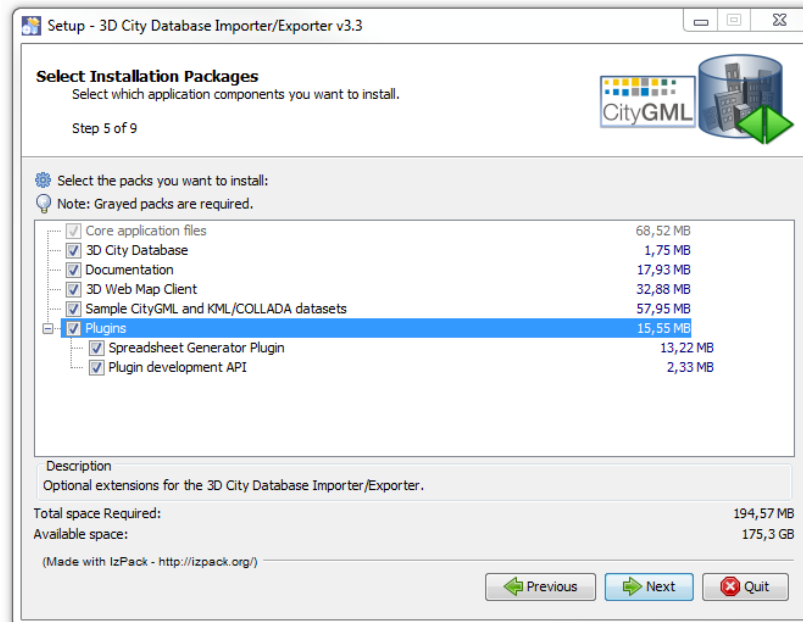 Setup - 3D City Database Importer/Exporter v3.3
Select Installation Packages
Select which application components you want to install.
Step 5 of 9
CityGML
Select the packs you want to install:
Note: Grayed packs are required.
Core application files 68,52 MB
3D City Database 1,75 MB
Documentation 17,93 MB
3D Web Map Client 32,88 MB
Sample CityGML and KML/COLLADA datasets 57,95 MB
Plugins 15,55 MB
Spreadsheet Generator Plugin 13,22 MB
Plugin development API 2,33 MB
Description
Optional extensions for the 3D City Database Importer/Exporter.
Total space Required: 194,57 MB
Available space: 175,3 GB
(Made with IzPack - http://izpack.org/)
Previous Next Quit